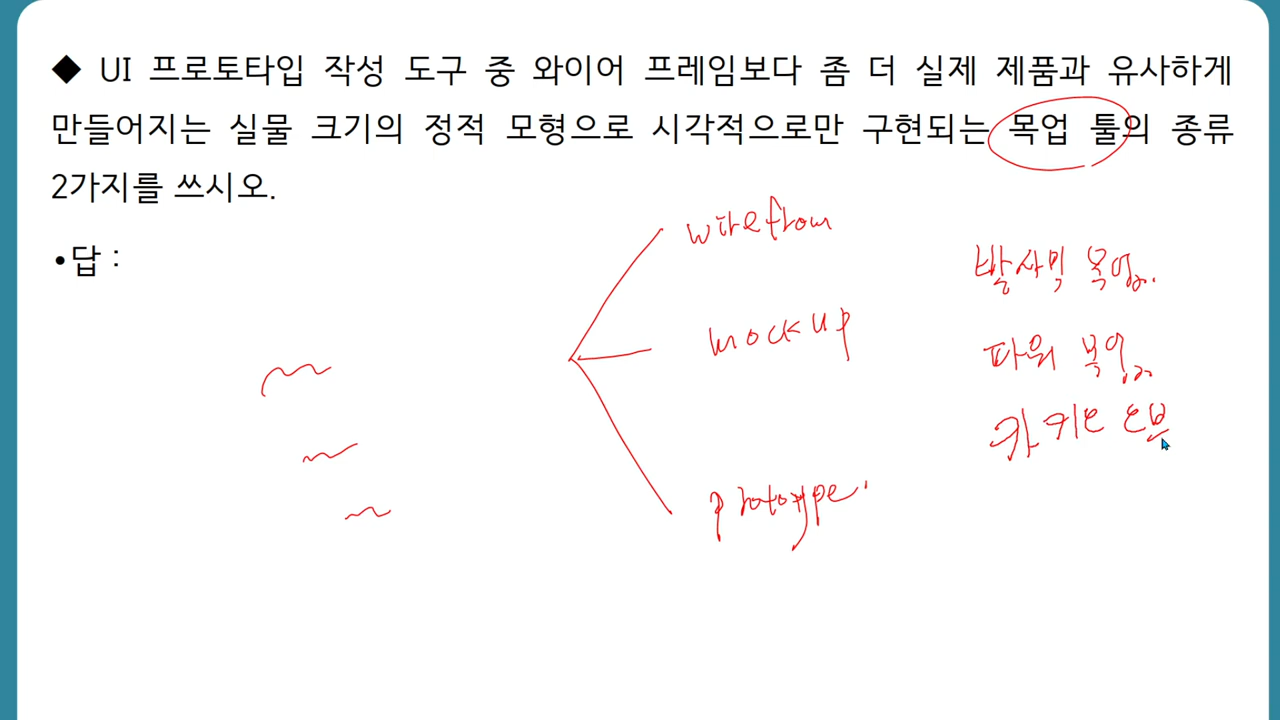 ◆ UI 프로토타입 작성 도구 중 와이어 프레임보다 좀 더 실제 제품과 유사하게
만들어지는 실물 크기의 정적 모형으로 시각적으로만 구현되는 목업 툴의 종류
2가지를 쓰시오.
•답 :
발사믹 목업
mockup
파워 목업
카카오 오븐
prototype